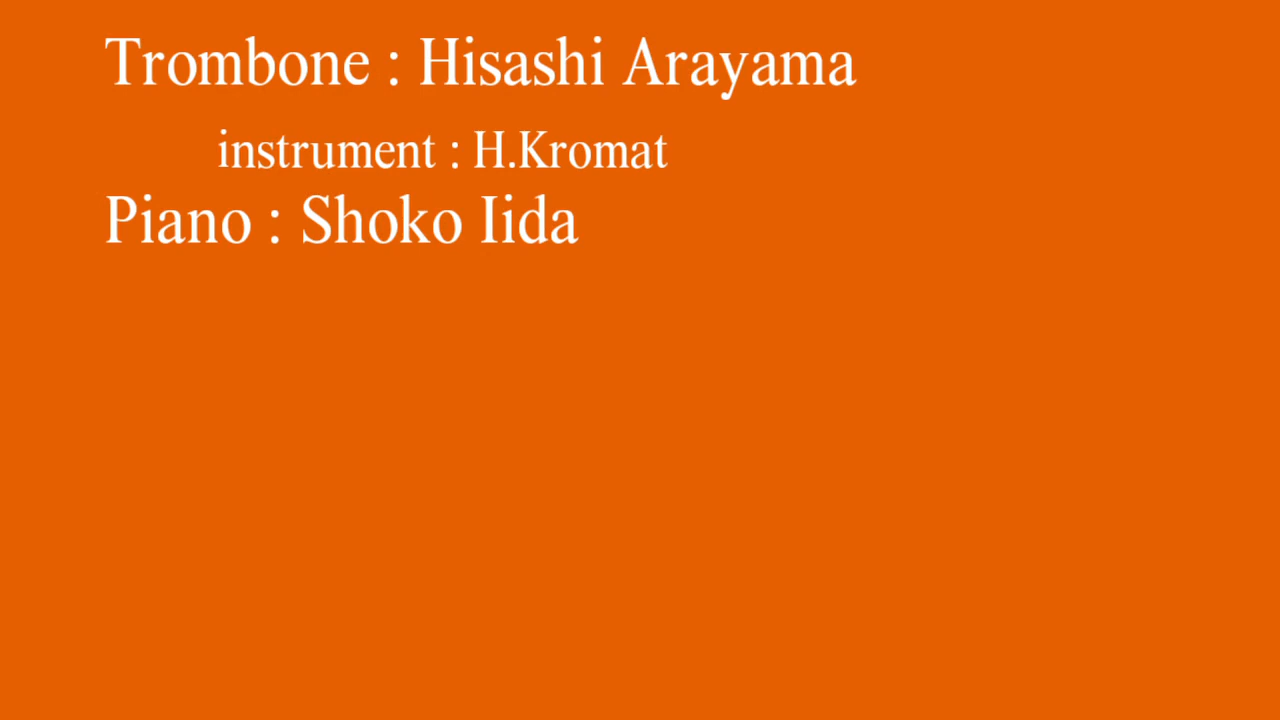 Trombone : Hisashi Arayama
instrument : H.Kromat
Piano : Shoko Iida